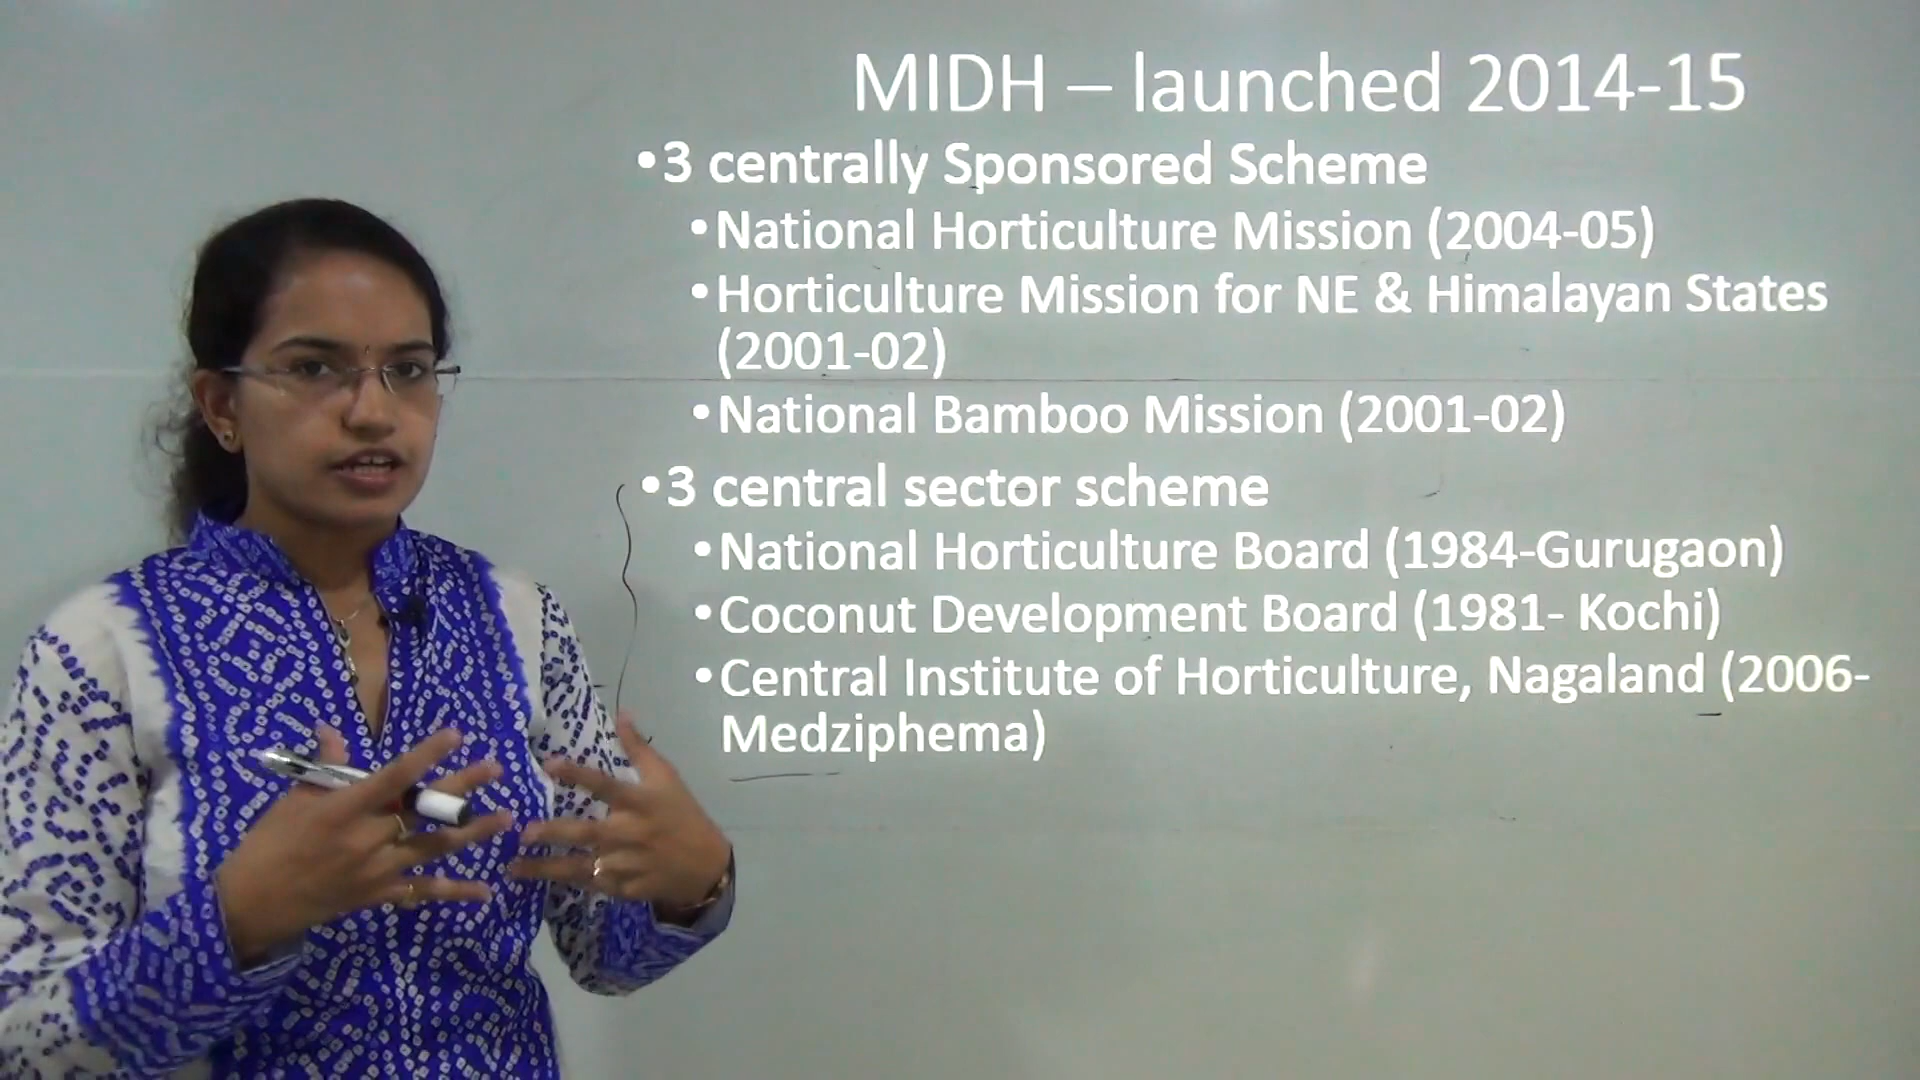 MIDH – launched 2014-15
•3 centrally Sponsored Scheme
•National Horticulture Mission (2004-05)
•Horticulture Mission for NE & Himalayan States
(2001-02)
•National Bamboo Mission (2001-02)
•3 central sector scheme
•National Horticulture Board (1984-Gurugaon)
•Coconut Development Board (1981- Kochi)
•Central Institute of Horticulture, Nagaland (2006-
Medziphema)